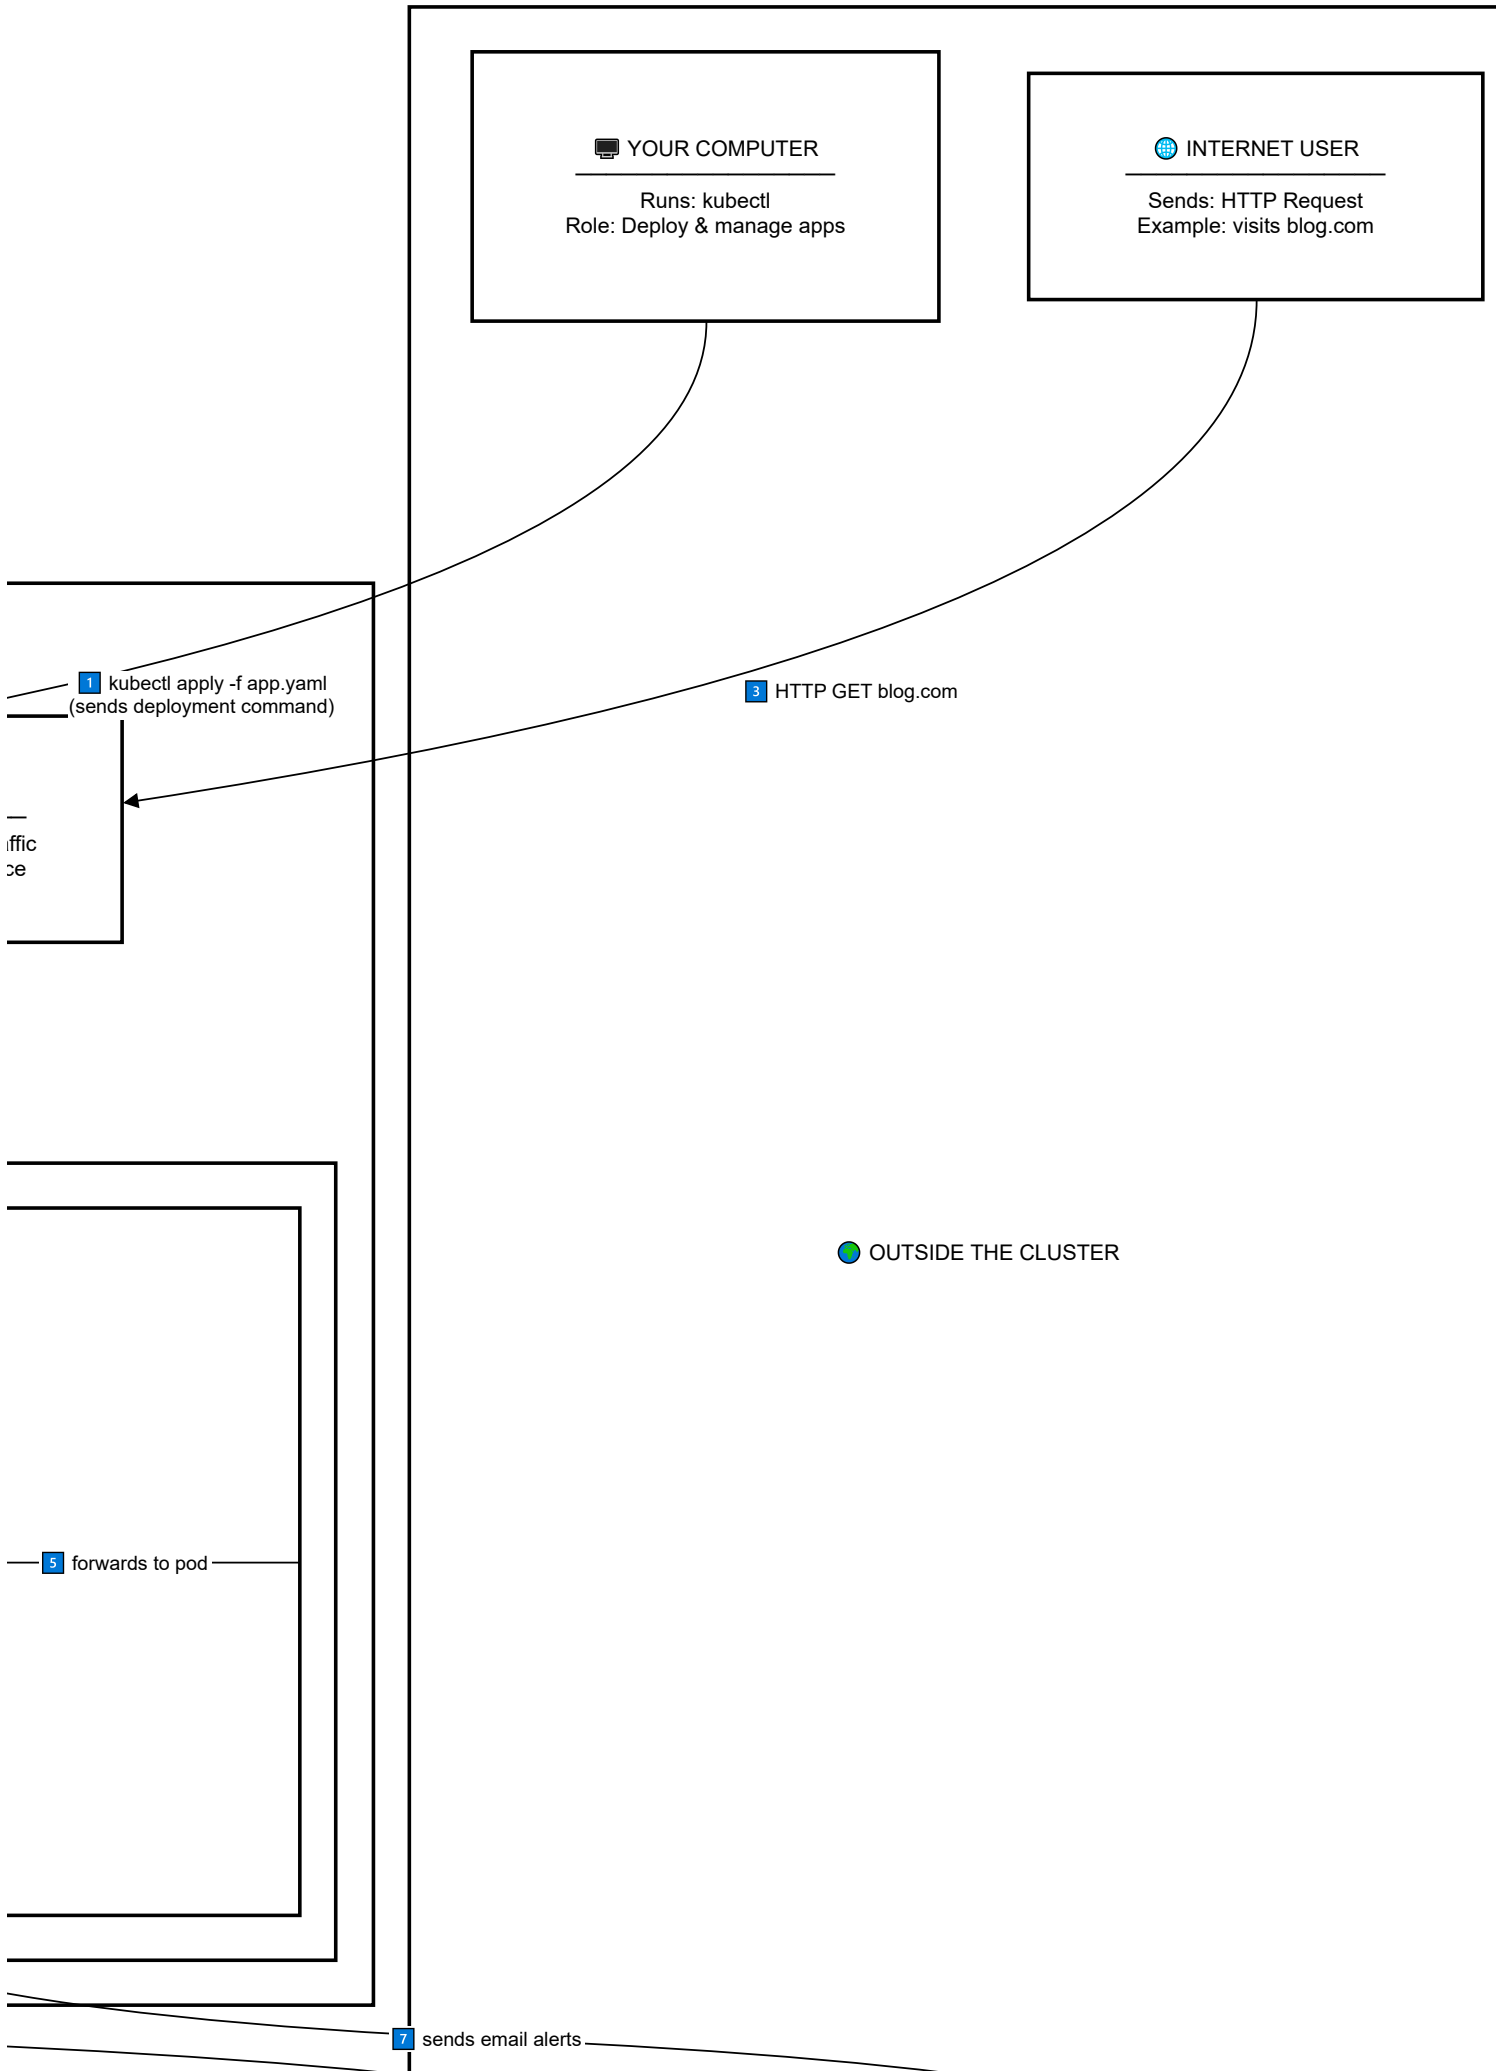 🖥️ YOUR COMPUTER
Runs: kubectl
Role: Deploy & manage apps
🌐 INTERNET USER
Sends: HTTP Request
Example: visits blog.com
1 kubectl apply -f app.yaml
(sends deployment command)
3 HTTP GET blog.com
🌍 OUTSIDE THE CLUSTER
5 forwards to pod
7 sends email alerts